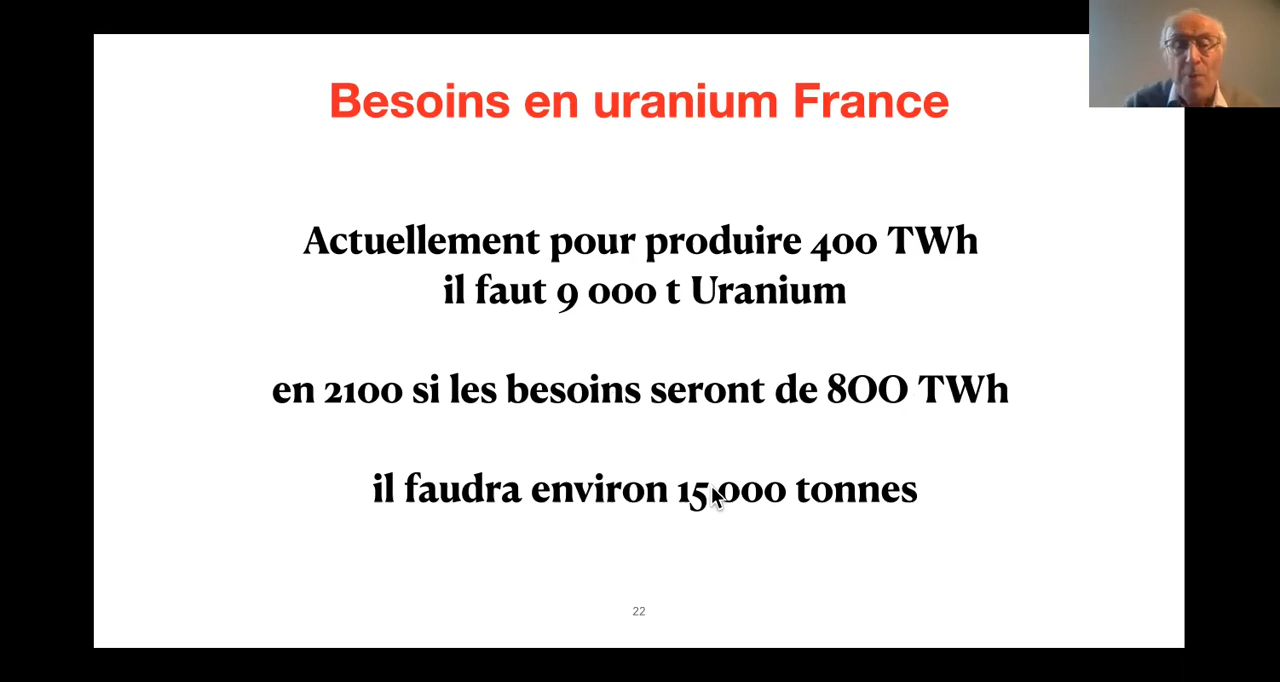 Besoins en uranium France
Actuellement pour produire 400 TWh
il faut 9 000 t Uranium
en 2100 si les besoins seront de 800 TWh
il faudra environ 15 000 tonnes
22